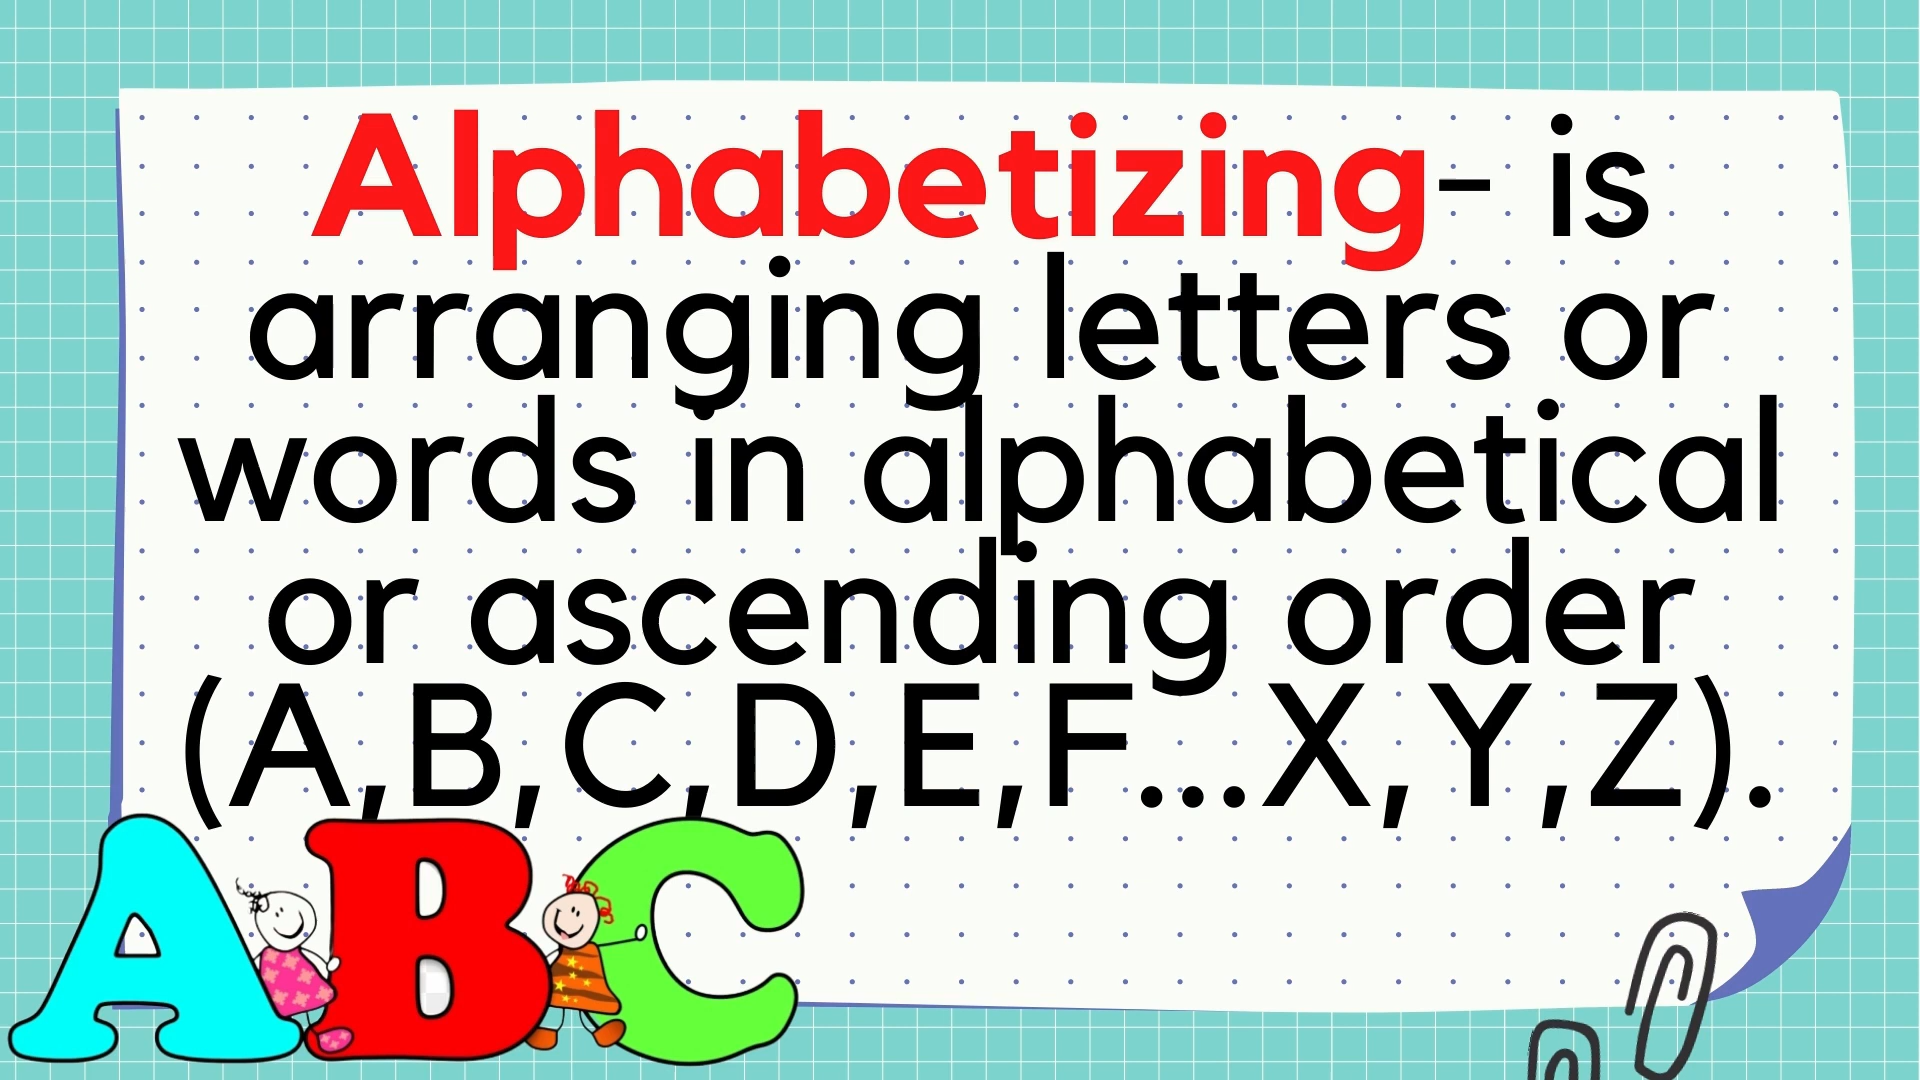 Alphabetizing- is
arranging letters or
words in alphabetical
or ascending order
(A,B,C,D,E,F...X,Y,Z).
ABC